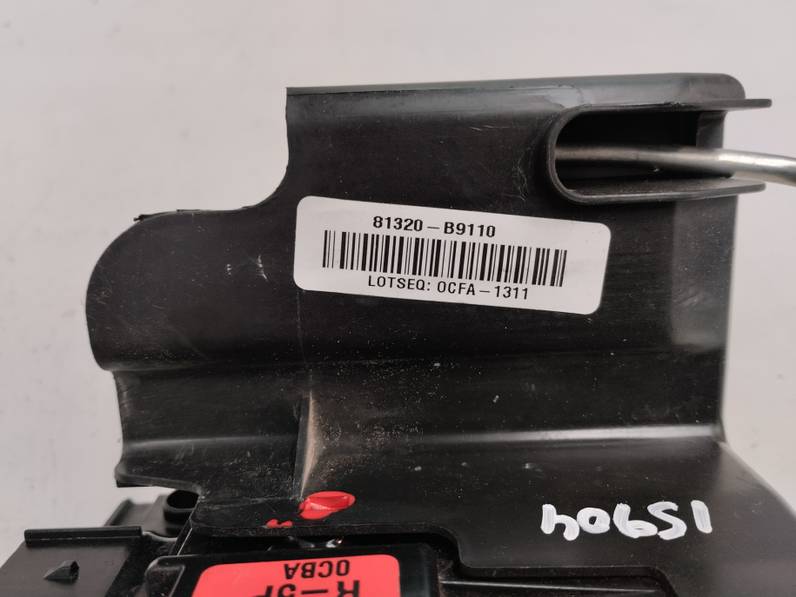 81320-B9110
LOTSEQ: OCFA-1311
15904
OCBA